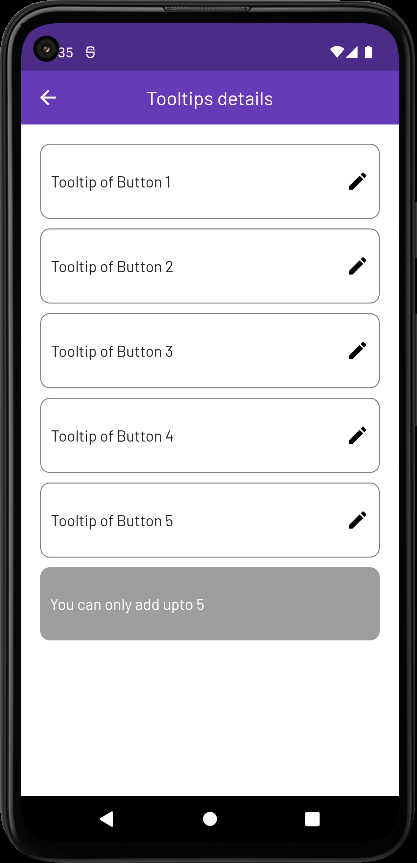 35
Tooltips details
Tooltip of Button 1
Tooltip of Button 2
Tooltip of Button 3
Tooltip of Button 4
Tooltip of Button 5
You can only add upto 5